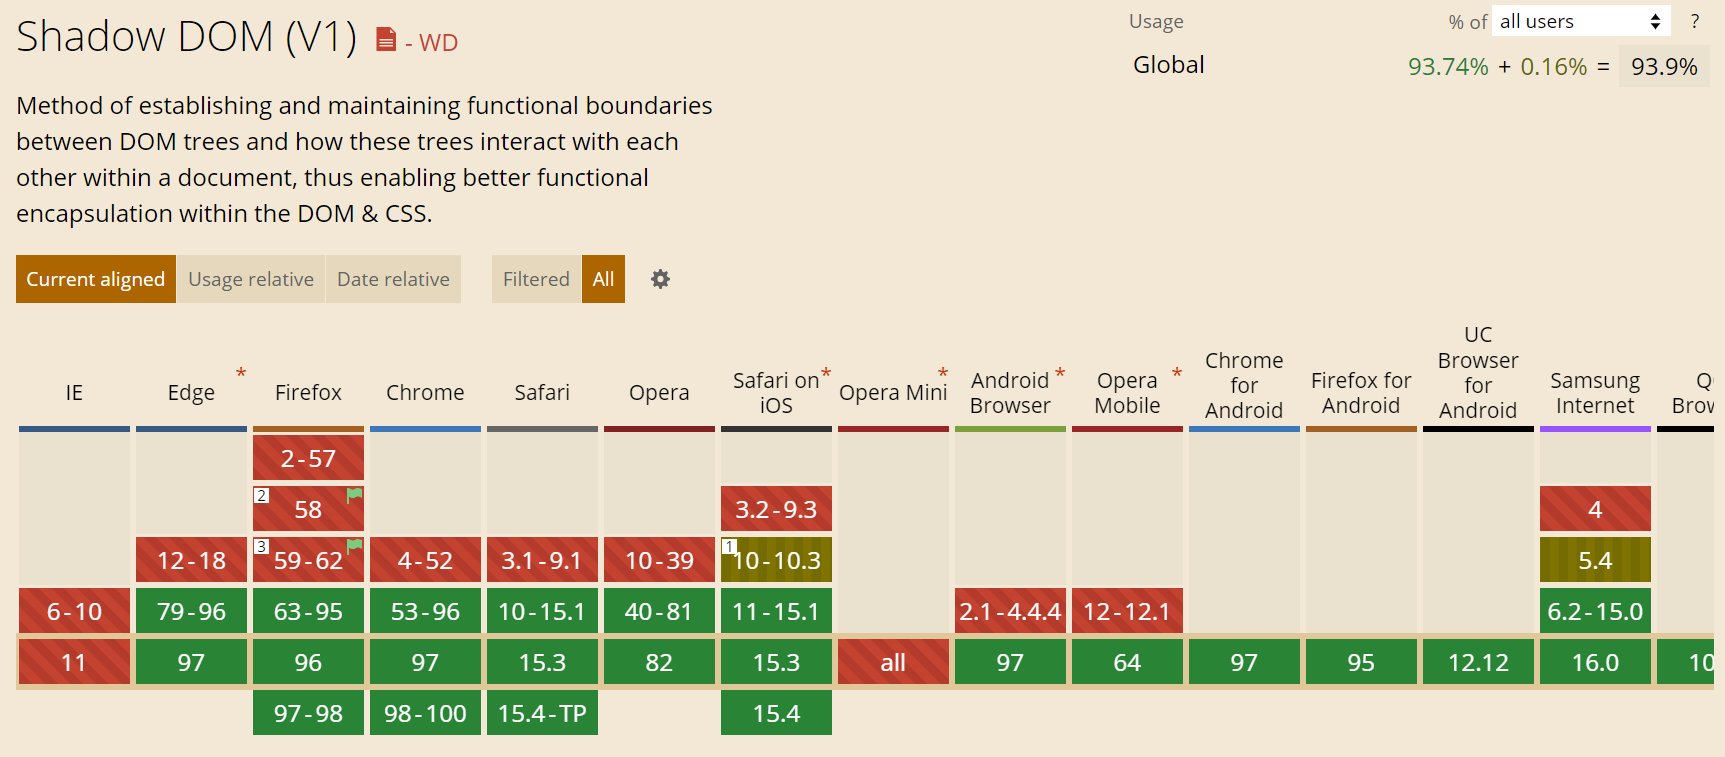 Shadow DOM (V1) - WD
Usage % of all users ?
Global 93.74% + 0.16% = 93.9%
Method of establishing and maintaining functional boundaries
between DOM trees and how these trees interact with each
other within a document, thus enabling better functional
encapsulation within the DOM & CSS.
Current aligned Usage relative Date relative Filtered All
IE
Edge *
Firefox
Chrome
Safari
Opera
Safari on *
iOS
Opera Mini *
Android *
Browser
Opera *
Mobile
Chrome
for
Android
Firefox for
Android
UC
Browser
for
Android
Samsung
Internet
2-57
2 58 3.2-9.3 4
12-18 3 59-62 4-52 3.1-9.1 10-39 1 10-10.3 5.4
6-10 79-96 63-95 53-96 10-15.1 40-81 11-15.1 2.1-4.4.4 12-12.1 6.2-15.0
11 97 96 97 15.3 82 15.3 all 97 64 97 95 12.12 16.0 10
97-98 98-100 15.4-TP 15.4